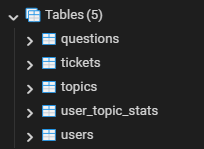 Tables (5)
questions
tickets
topics
user_topic_stats
users